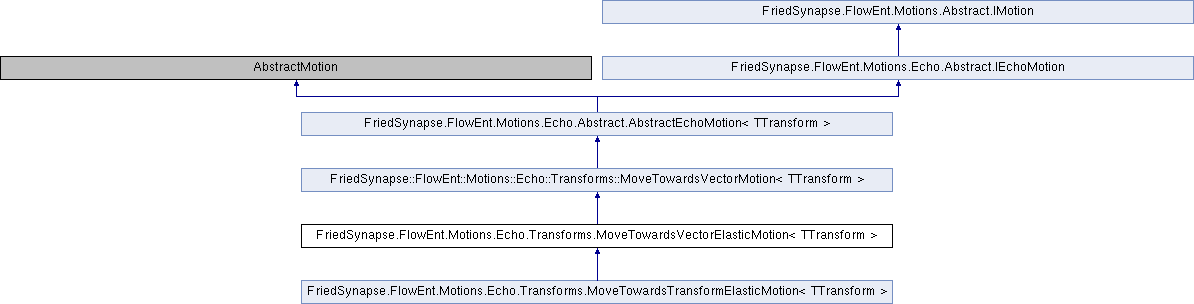 FriedSynapse.FlowEnt.Motions.Abstract.IMotion
AbstractMotion
FriedSynapse.FlowEnt.Motions.Echo.Abstract.IEchoMotion
FriedSynapse.FlowEnt.Motions.Echo.Abstract.AbstractEchoMotion< TTransform >
FriedSynapse::FlowEnt::Motions::Echo::Transforms::MoveTowardsVectorMotion< TTransform >
FriedSynapse.FlowEnt.Motions.Echo.Transforms.MoveTowardsVectorElasticMotion< TTransform >
FriedSynapse.FlowEnt.Motions.Echo.Transforms.MoveTowardsTransformElasticMotion< TTransform >